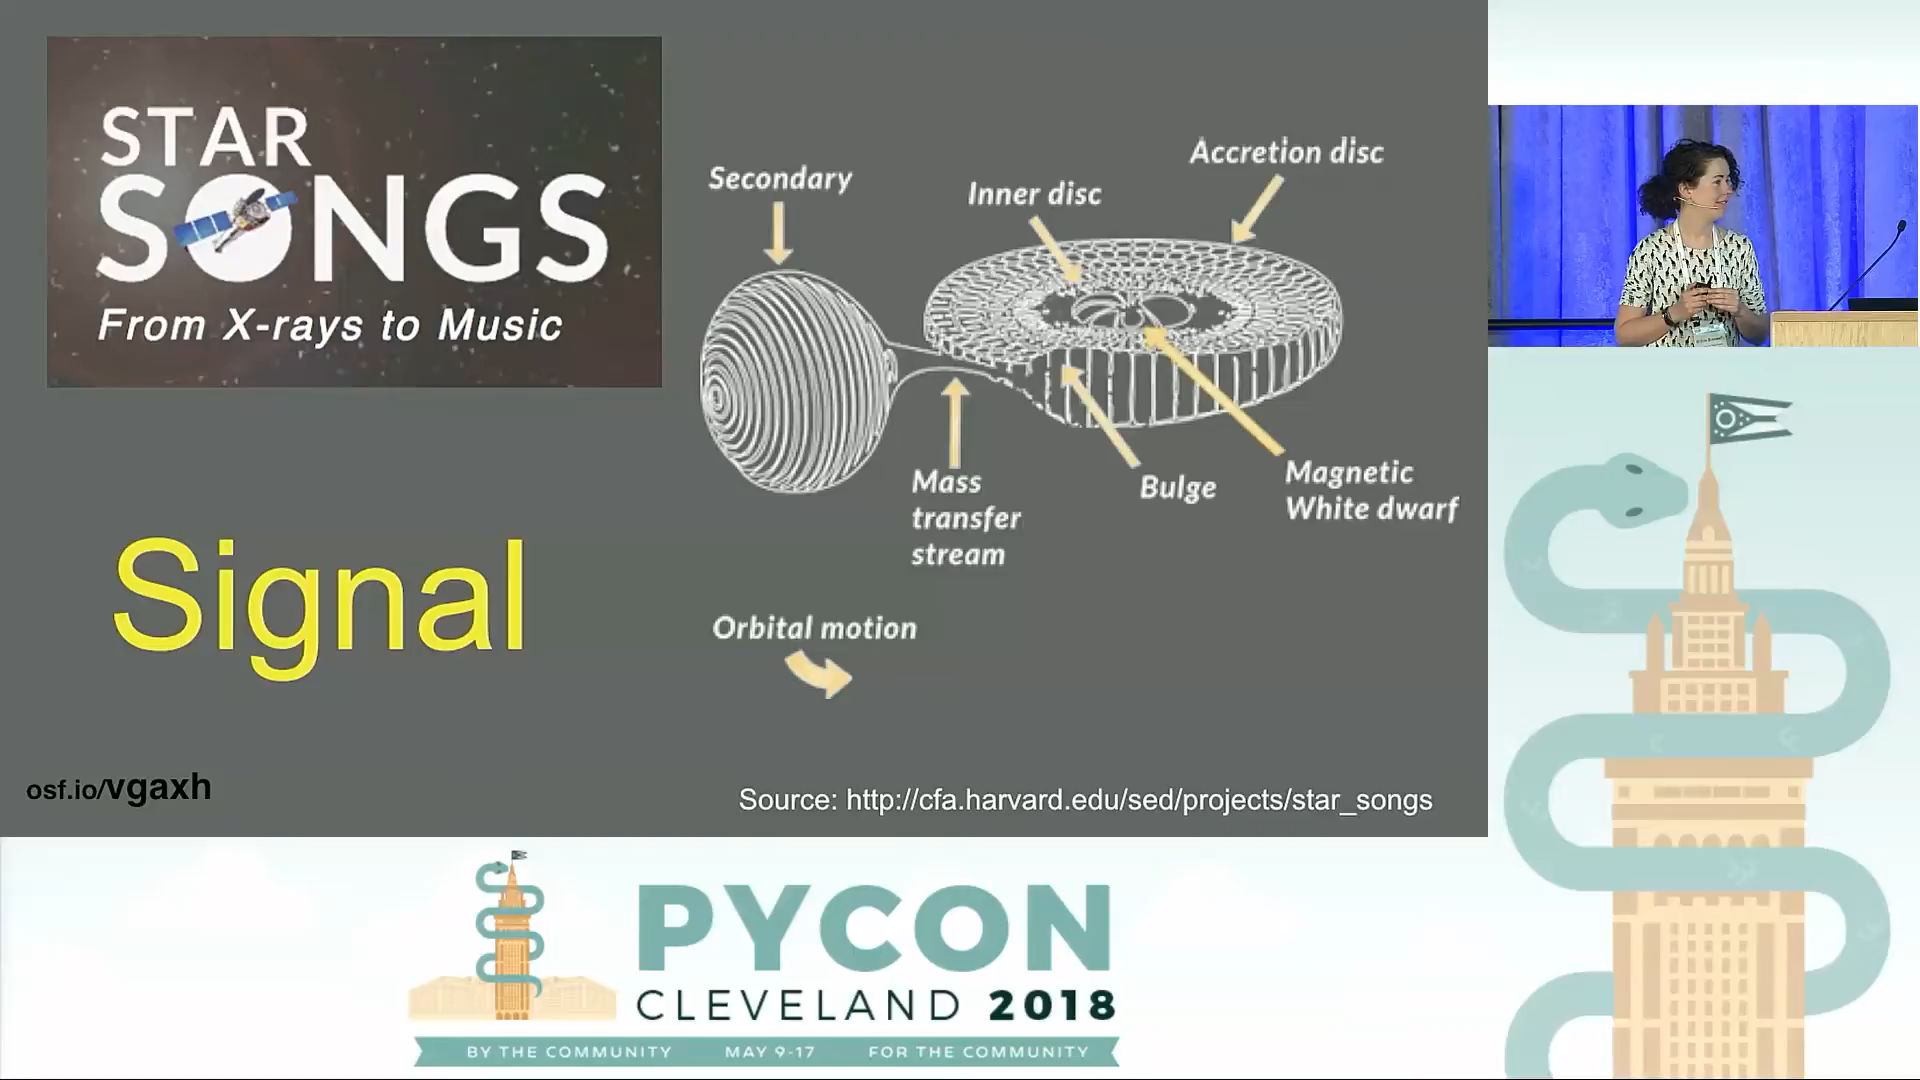 STAR
SONGS
From X-rays to Music
Secondary
Inner disc
Accretion disc
Mass
transfer
stream
Bulge
Magnetic
White dwarf
Signal
Orbital motion
osf.io/vgaxh
Source: http://cfa.harvard.edu/sed/projects/star_songs
PYCON
CLEVELAND 2018
BY THE COMMUNITY MAY 9-17 FOR THE COMMUNITY